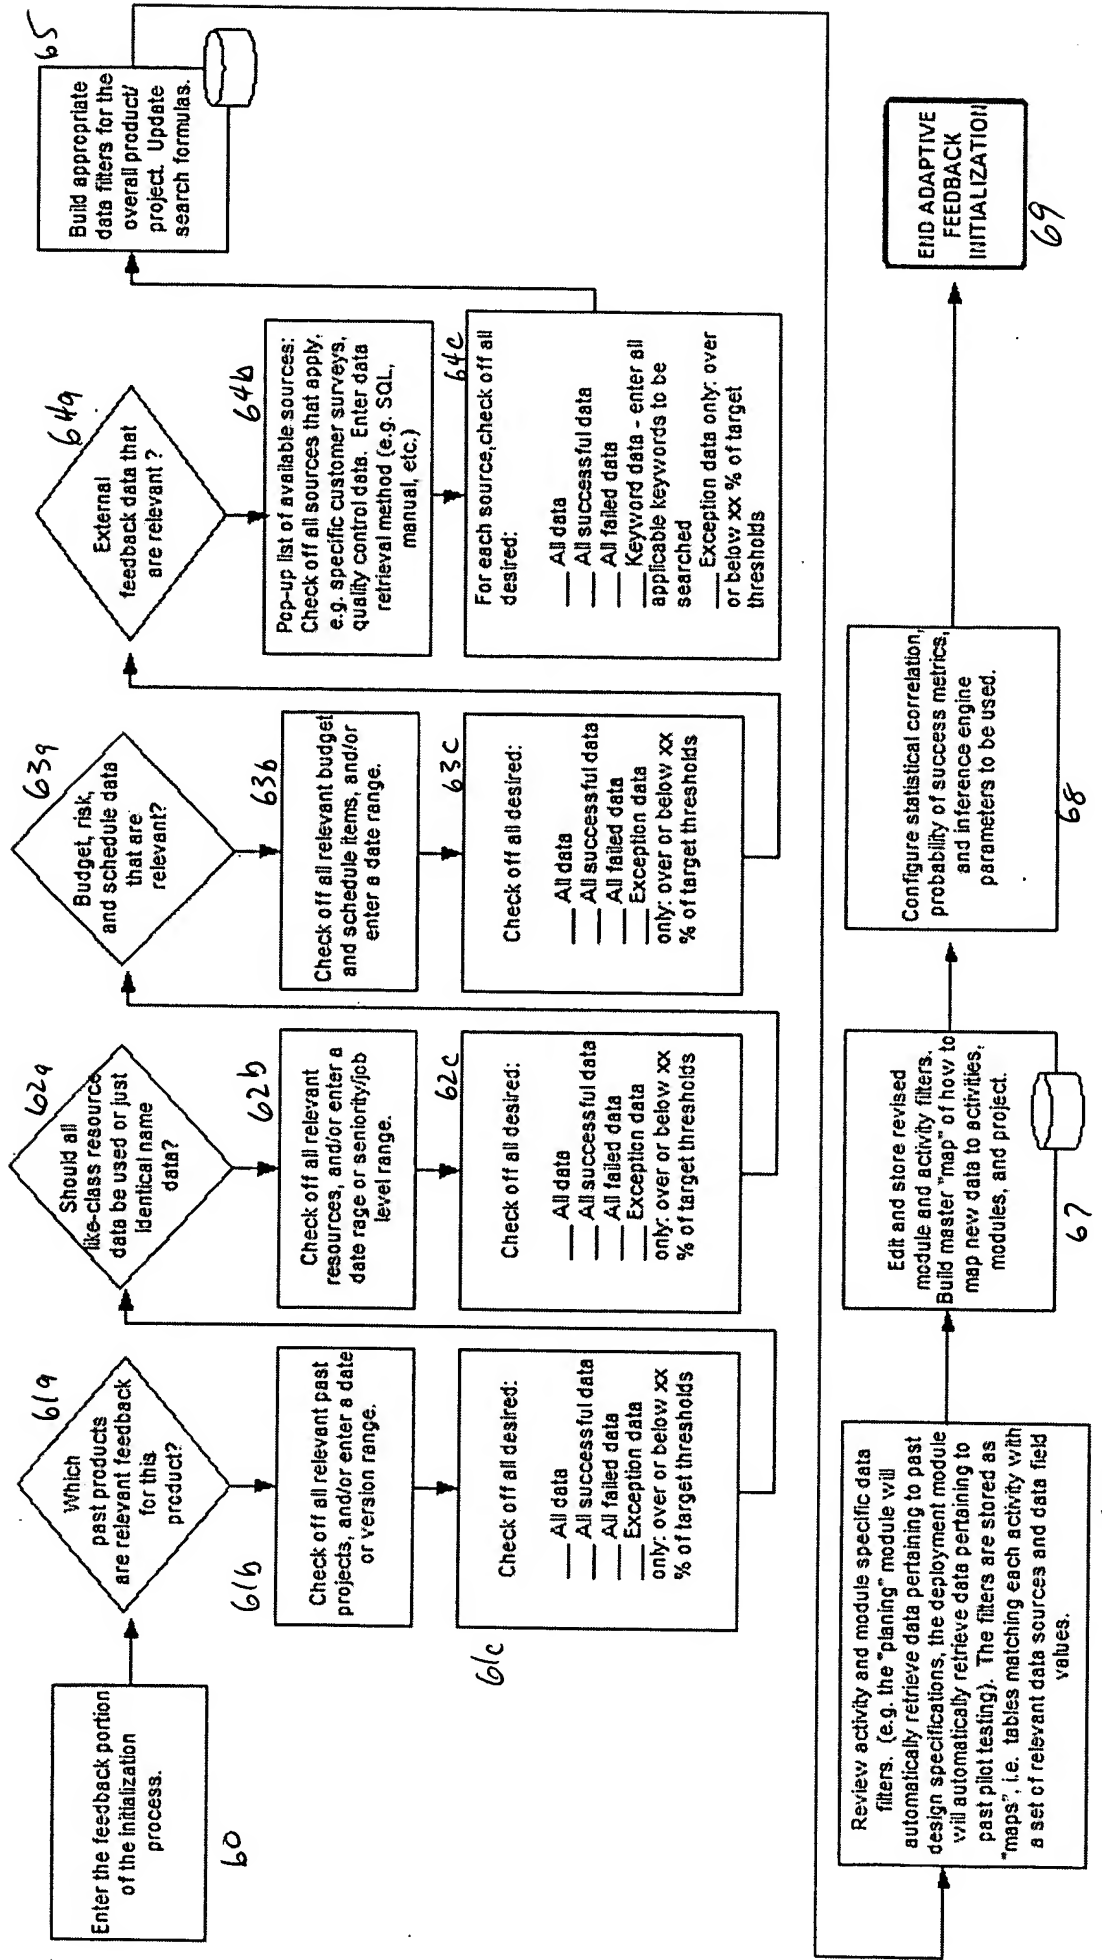 60
Enter the feedback portion
of the initialization
process.
61a
Which
past products
are relevant feedback
for this
product?
61b
Check off all relevant past
projects, and/or enter a date
or version range.
61c
Check off all desired:
___ All data
___ All successful data
___ All failed data
___ Exception data
only: over or below xx
% of target thresholds
62a
Should all
like-class resource
data be used or just
identical name
data?
62b
Check off all relevant
resources, and/or enter a
date range or seniority/job
level range.
62c
Check off all desired:
___ All data
___ All successful data
___ All failed data
___ Exception data
only: over or below xx
% of target thresholds
63a
Budget, risk,
and schedule data
that are
relevant?
63b
Check off all relevant budget
and schedule items, and/or
enter a date range.
63c
Check off all desired:
___ All data
___ All successful data
___ All failed data
___ Exception data
only: over or below xx
% of target thresholds
64a
External
feedback data that
are relevant ?
64b
Pop-up list of available sources:
Check off all sources that apply,
e.g. specific customer surveys,
quality control data. Enter data
retrieval method (e.g. SQL,
manual, etc.)
64c
For each source, check off all
desired:
___ All data
___ All successful data
___ All failed data
___ Keyword data - enter all
applicable keywords to be
searched
___ Exception data only: over
or below xx % of target
thresholds
65
Build appropriate
data filters for the
overall product/
project. Update
search formulas.
Review activity and module specific data
filters. (e.g. the "planing" module will
automatically retrieve data pertaining to past
design specifications, the deployment module
will automatically retrieve data pertaining to
past pilot testing). The filters are stored as
"maps", i.e. tables matching each activity with
a set of relevant data sources and data field
values.
67
Edit and store revised
module and activity filters.
Build master "map" of how to
map new data to activities,
modules, and project.
68
Configure statistical correlation,
probability of success metrics,
and inference engine
parameters to be used.
69
END ADAPTIVE
FEEDBACK
INITIALIZATION